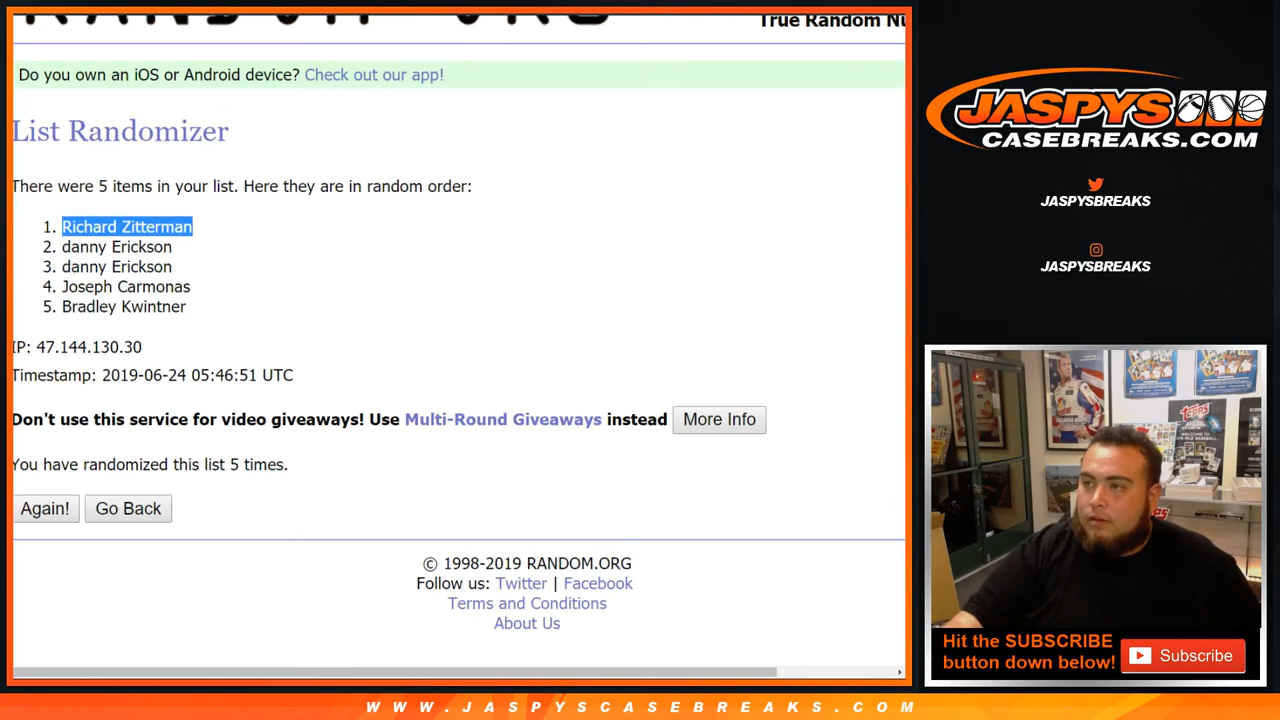 RANDOM.ORG
True Random Nu
Do you own an iOS or Android device? Check out our app!
List Randomizer
There were 5 items in your list. Here they are in random order:
1. Richard Zitterman
2. danny Erickson
3. danny Erickson
4. Joseph Carmonas
5. Bradley Kwintner
IP: 47.144.130.30
Timestamp: 2019-06-24 05:46:51 UTC
Don't use this service for video giveaways! Use Multi-Round Giveaways instead More Info
You have randomized this list 5 times.
Again! Go Back
© 1998-2019 RANDOM.ORG
Follow us: Twitter | Facebook
Terms and Conditions
About Us
JASPYS
CASEBREAKS.COM
JASPYSBREAKS
JASPYSBREAKS
topps
Hit the SUBSCRIBE
button down below!
Subscribe
WWW.JASPYSCASEBREAKS.COM